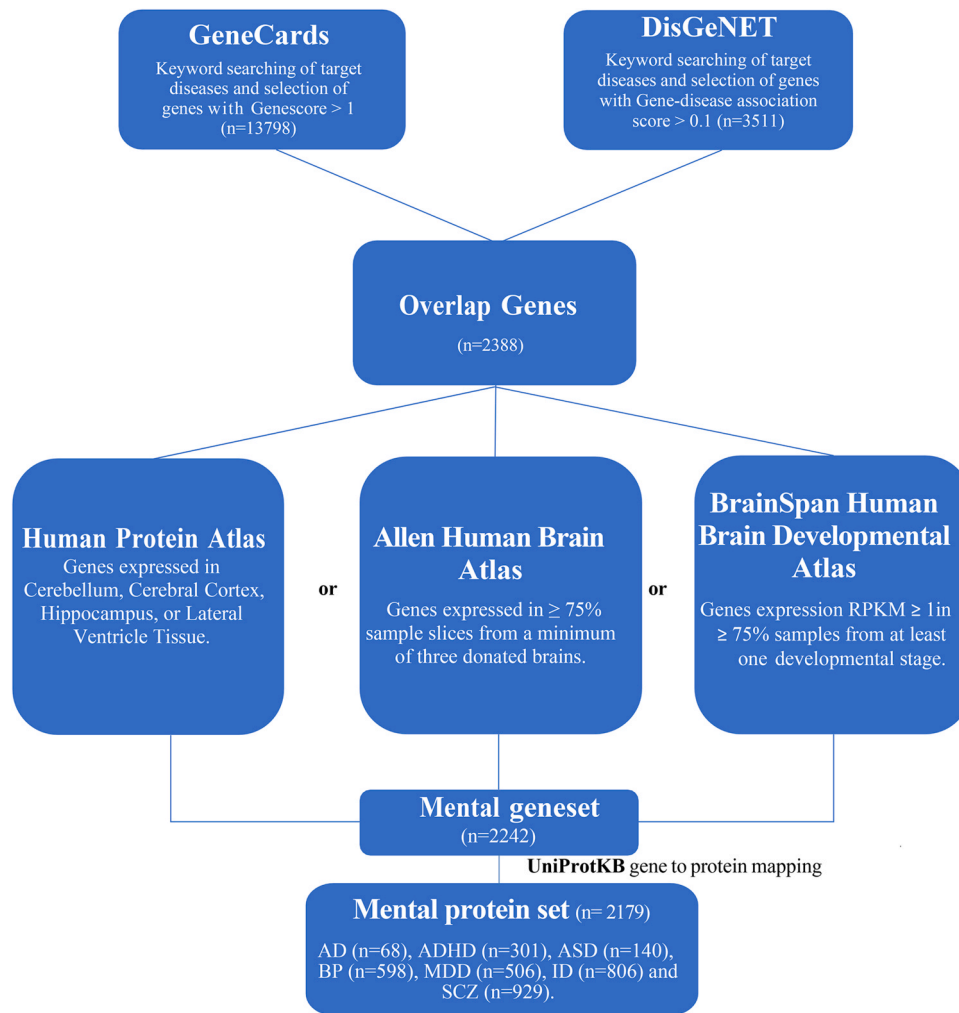 GeneCards
Keyword searching of target
diseases and selection of
genes with Genescore > 1
(n=13798)
DisGeNET
Keyword searching of target
diseases and selection of genes
with Gene-disease association
score > 0.1 (n=3511)
Overlap Genes
(n=2388)
Human Protein Atlas
Genes expressed in
Cerebellum, Cerebral Cortex,
Hippocampus, or Lateral
Ventricle Tissue.
or
Allen Human Brain
Atlas
Genes expressed in ≥ 75%
sample slices from a minimum
of three donated brains.
or
BrainSpan Human
Brain Developmental
Atlas
Genes expression RPKM ≥ 1in
≥ 75% samples from at least
one developmental stage.
Mental geneset
(n=2242)
UniProtKB gene to protein mapping
Mental protein set (n= 2179)
AD (n=68), ADHD (n=301), ASD (n=140),
BP (n=598), MDD (n=506), ID (n=806) and
SCZ (n=929).